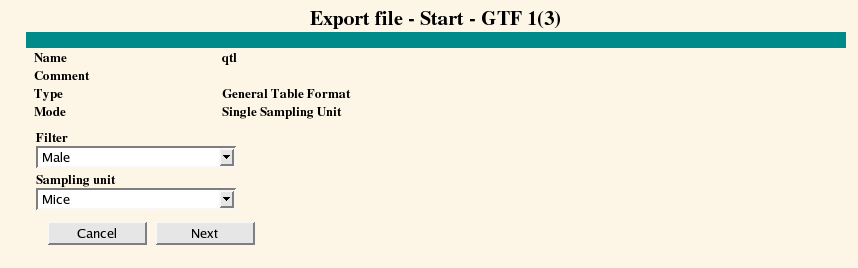 Export file - Start - GTF 1(3)
Name qtl
Comment
Type General Table Format
Mode Single Sampling Unit
Filter
Male
Sampling unit
Mice
Cancel Next